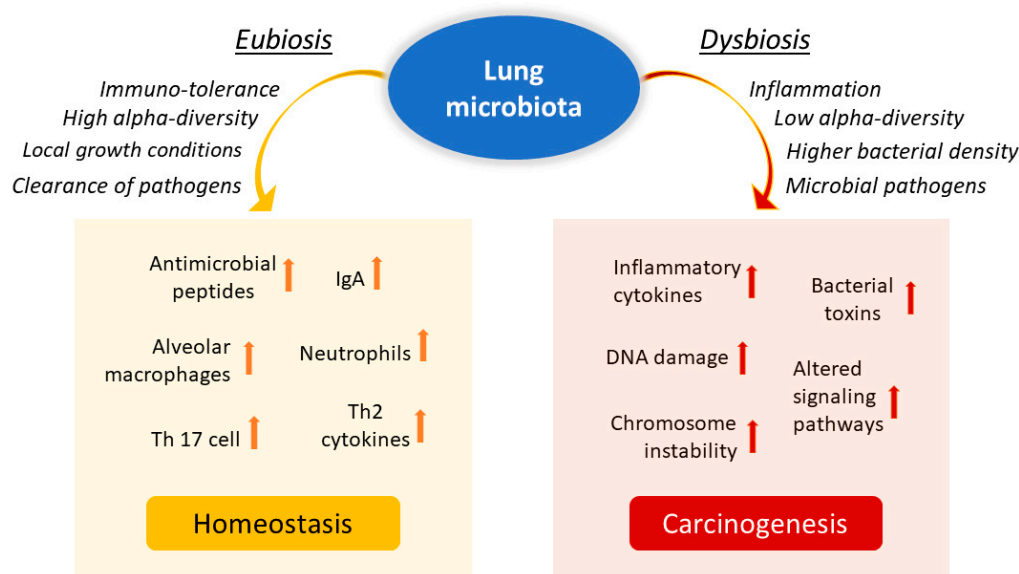 Lung
microbiota
Eubiosis
Immuno-tolerance
High alpha-diversity
Local growth conditions
Clearance of pathogens
Dysbiosis
Inflammation
Low alpha-diversity
Higher bacterial density
Microbial pathogens
Antimicrobial
peptides
IgA
Alveolar
macrophages
Neutrophils
Th 17 cell
Th2
cytokines
Homeostasis
Inflammatory
cytokines
Bacterial
toxins
DNA damage
Altered
signaling
pathways
Chromosome
instability
Carcinogenesis